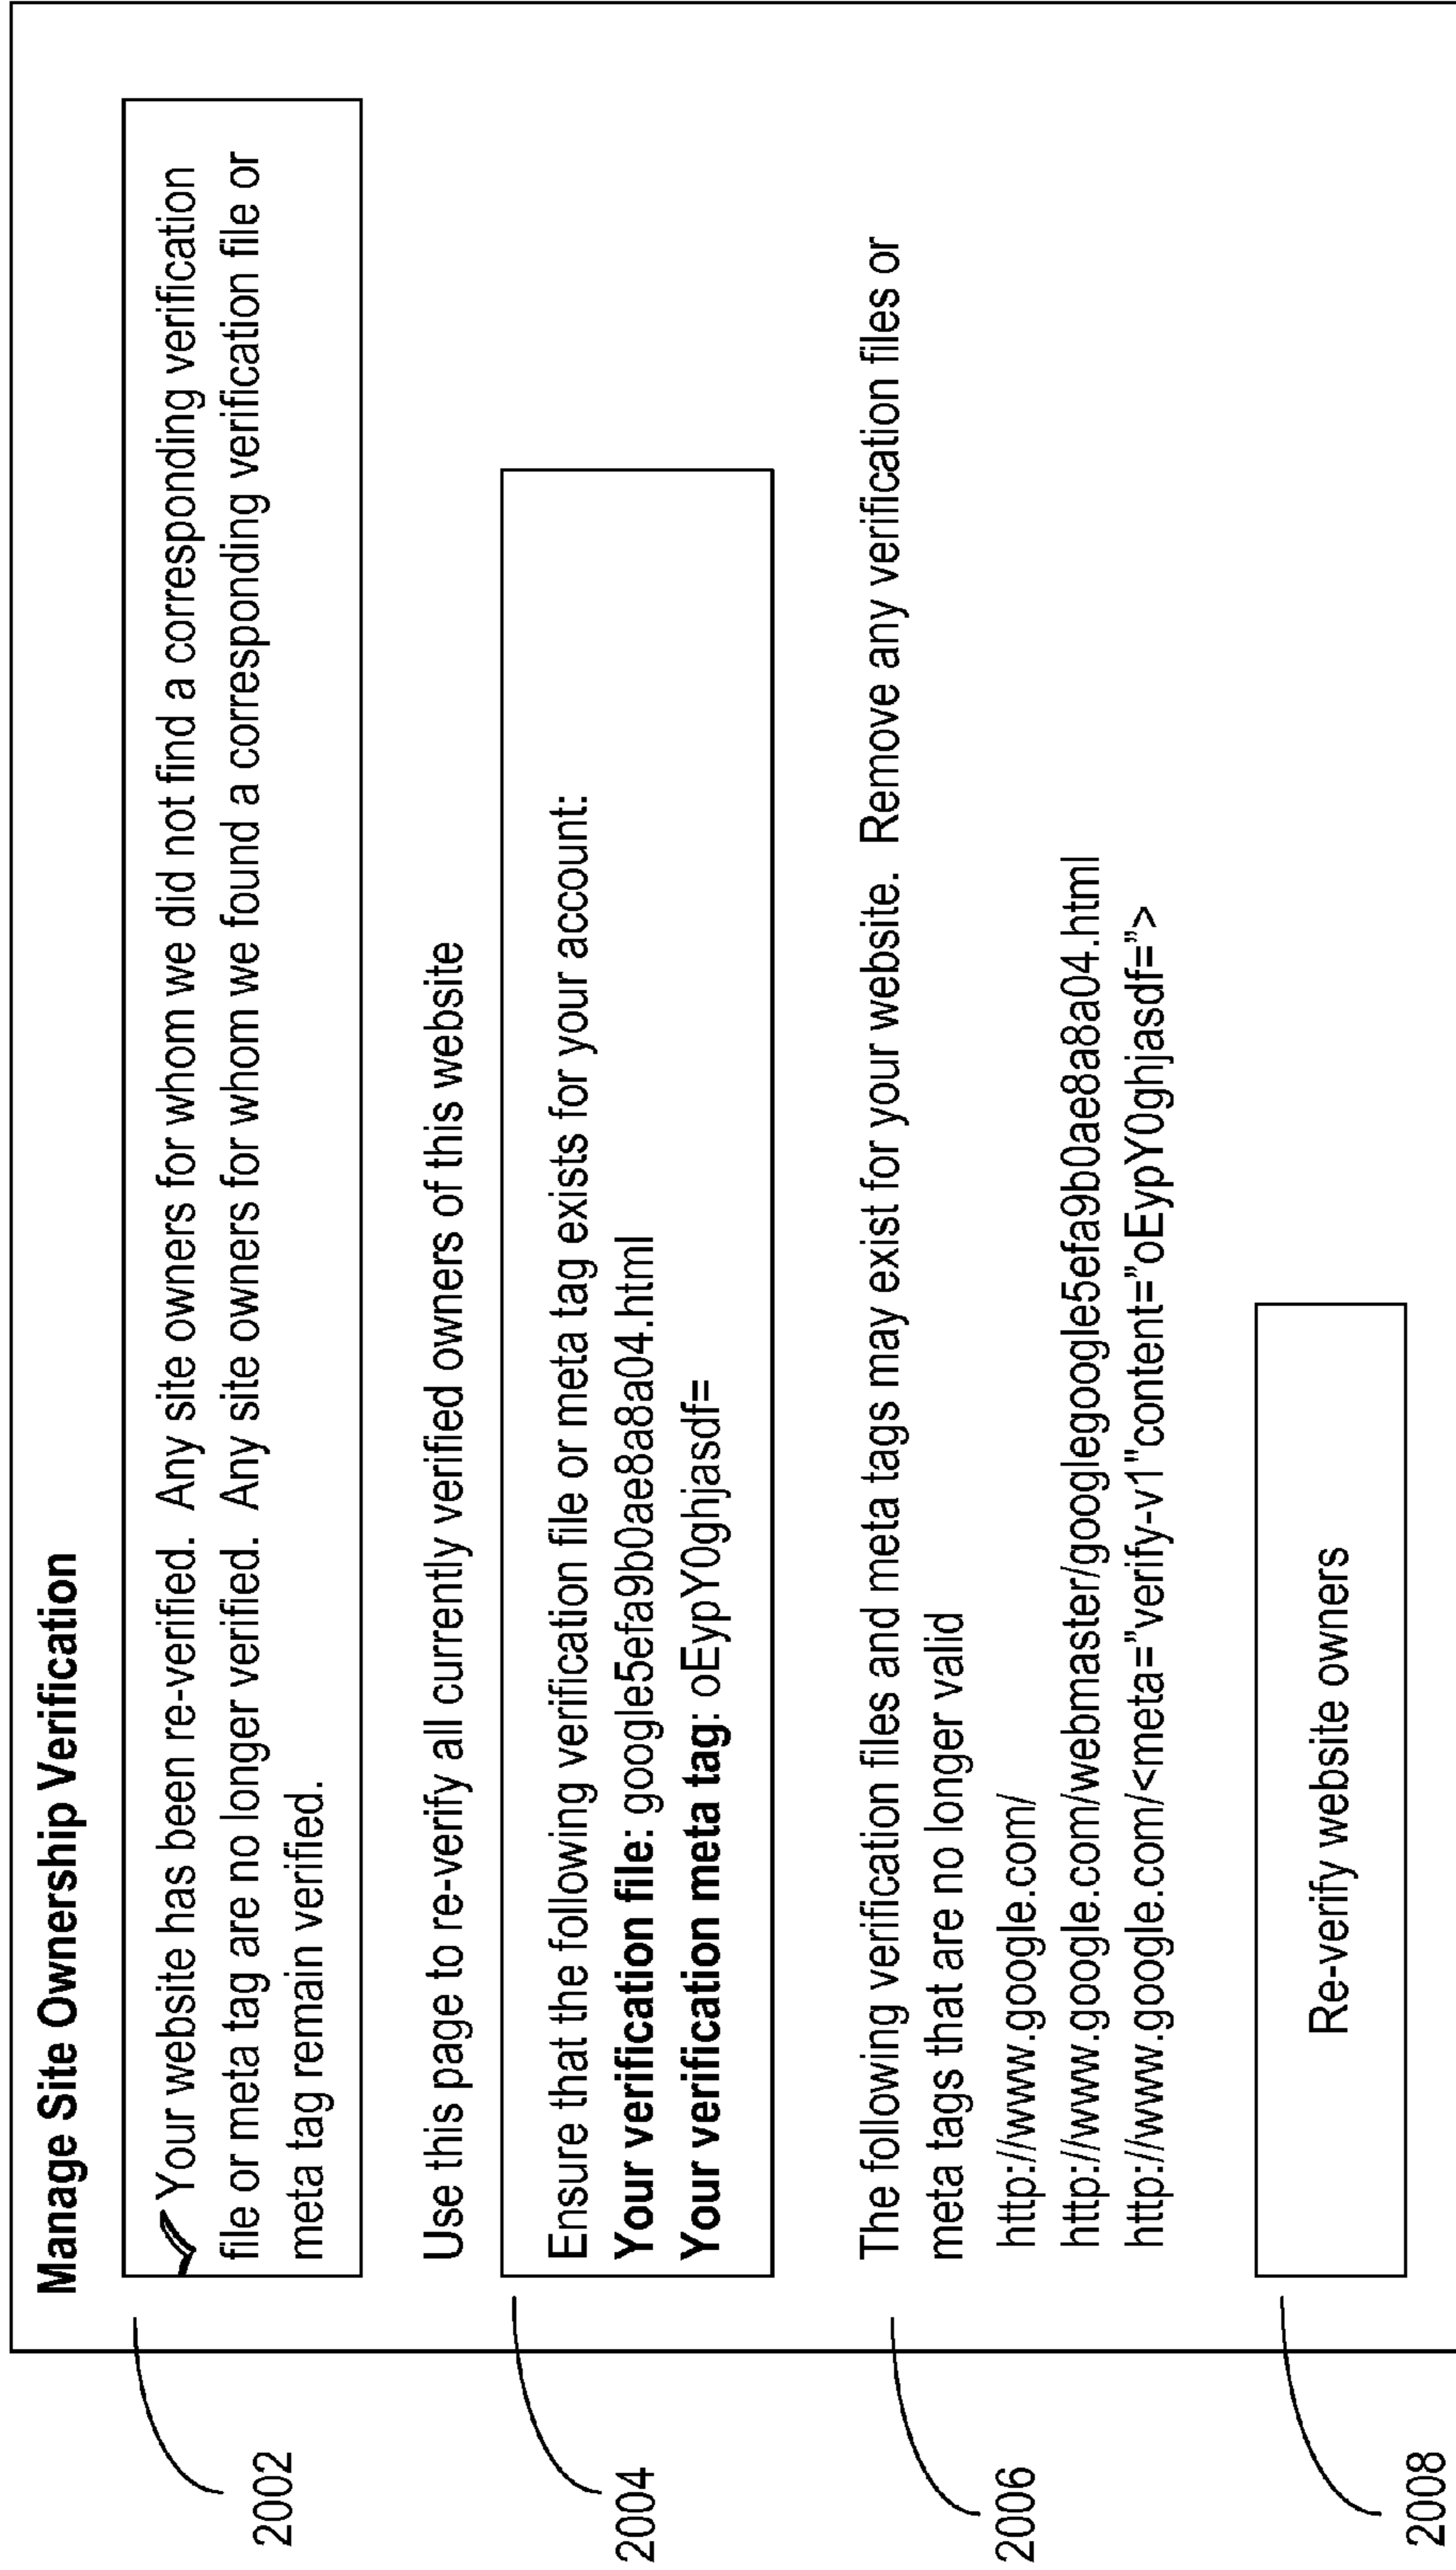 Manage Site Ownership Verification
2002
Your website has been re-verified. Any site owners for whom we did not find a corresponding verification
file or meta tag are no longer verified. Any site owners for whom we found a corresponding verification file or
meta tag remain verified.
Use this page to re-verify all currently verified owners of this website
2004
Ensure that the following verification file or meta tag exists for your account:
Your verification file: google5efa9b0ae8a8a04.html
Your verification meta tag: oEypY0ghjasdf=
2006
The following verification files and meta tags may exist for your website. Remove any verification files or
meta tags that are no longer valid
http://www.google.com/
http://www.google.com/webmaster/googlegoogle5efa9b0ae8a8a04.html
http://www.google.com/<meta=”verify-v1"content=”oEypY0ghjasdf=”>
2008
Re-verify website owners